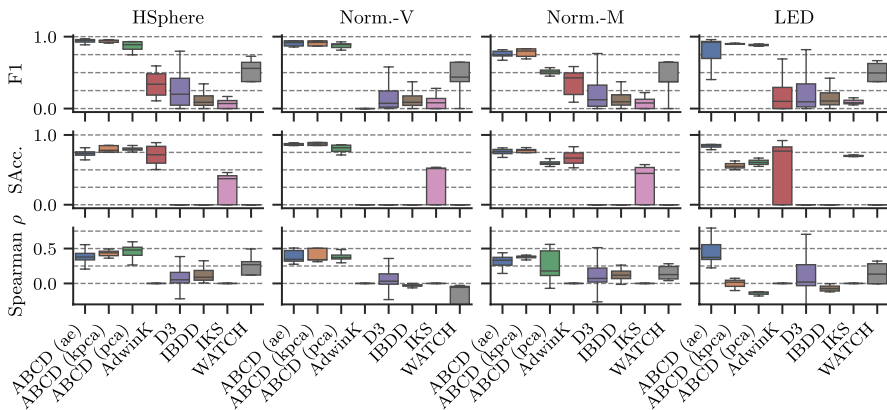 HSphere Norm.-V Norm.-M LED
F1
1.0
0.0
SAcc.
1.0
0.0
Spearman ρ
0.5
0.0
ABCD (ae) ABCD (kpca) ABCD (pca) AdwinK D3 IBDD IKS WATCH
ABCD (ae) ABCD (kpca) ABCD (pca) AdwinK D3 IBDD IKS WATCH
ABCD (ae) ABCD (kpca) ABCD (pca) AdwinK D3 IBDD IKS WATCH
ABCD (ae) ABCD (kpca) ABCD (pca) AdwinK D3 IBDD IKS WATCH